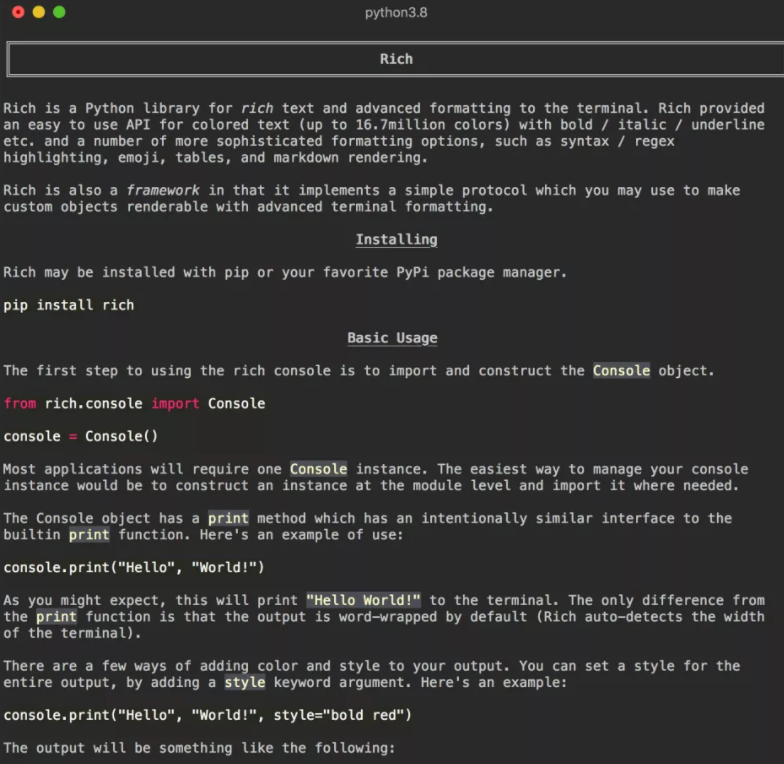 python3.8
Rich
Rich is a Python library for rich text and advanced formatting to the terminal. Rich provided
an easy to use API for colored text (up to 16.7million colors) with bold / italic / underline
etc. and a number of more sophisticated formatting options, such as syntax / regex
highlighting, emoji, tables, and markdown rendering.
Rich is also a framework in that it implements a simple protocol which you may use to make
custom objects renderable with advanced terminal formatting.
Installing
Rich may be installed with pip or your favorite PyPi package manager.
pip install rich
Basic Usage
The first step to using the rich console is to import and construct the Console object.
from rich.console import Console
console = Console()
Most applications will require one Console instance. The easiest way to manage your console
instance would be to construct an instance at the module level and import it where needed.
The Console object has a print method which has an intentionally similar interface to the
builtin print function. Here's an example of use:
console.print("Hello", "World!")
As you might expect, this will print "Hello World!" to the terminal. The only difference from
the print function is that the output is word-wrapped by default (Rich auto-detects the width
of the terminal).
There are a few ways of adding color and style to your output. You can set a style for the
entire output, by adding a style keyword argument. Here's an example:
console.print("Hello", "World!", style="bold red")
The output will be something like the following: